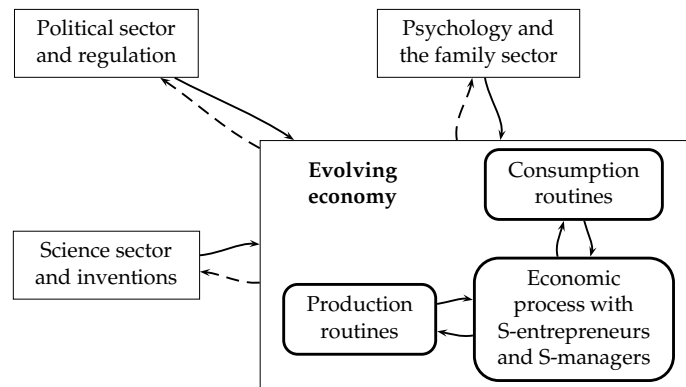 Political sector
and regulation
Psychology and
the family sector
Evolving
economy
Consumption
routines
Science sector
and inventions
Production
routines
Economic
process with
S-entrepreneurs
and S-managers